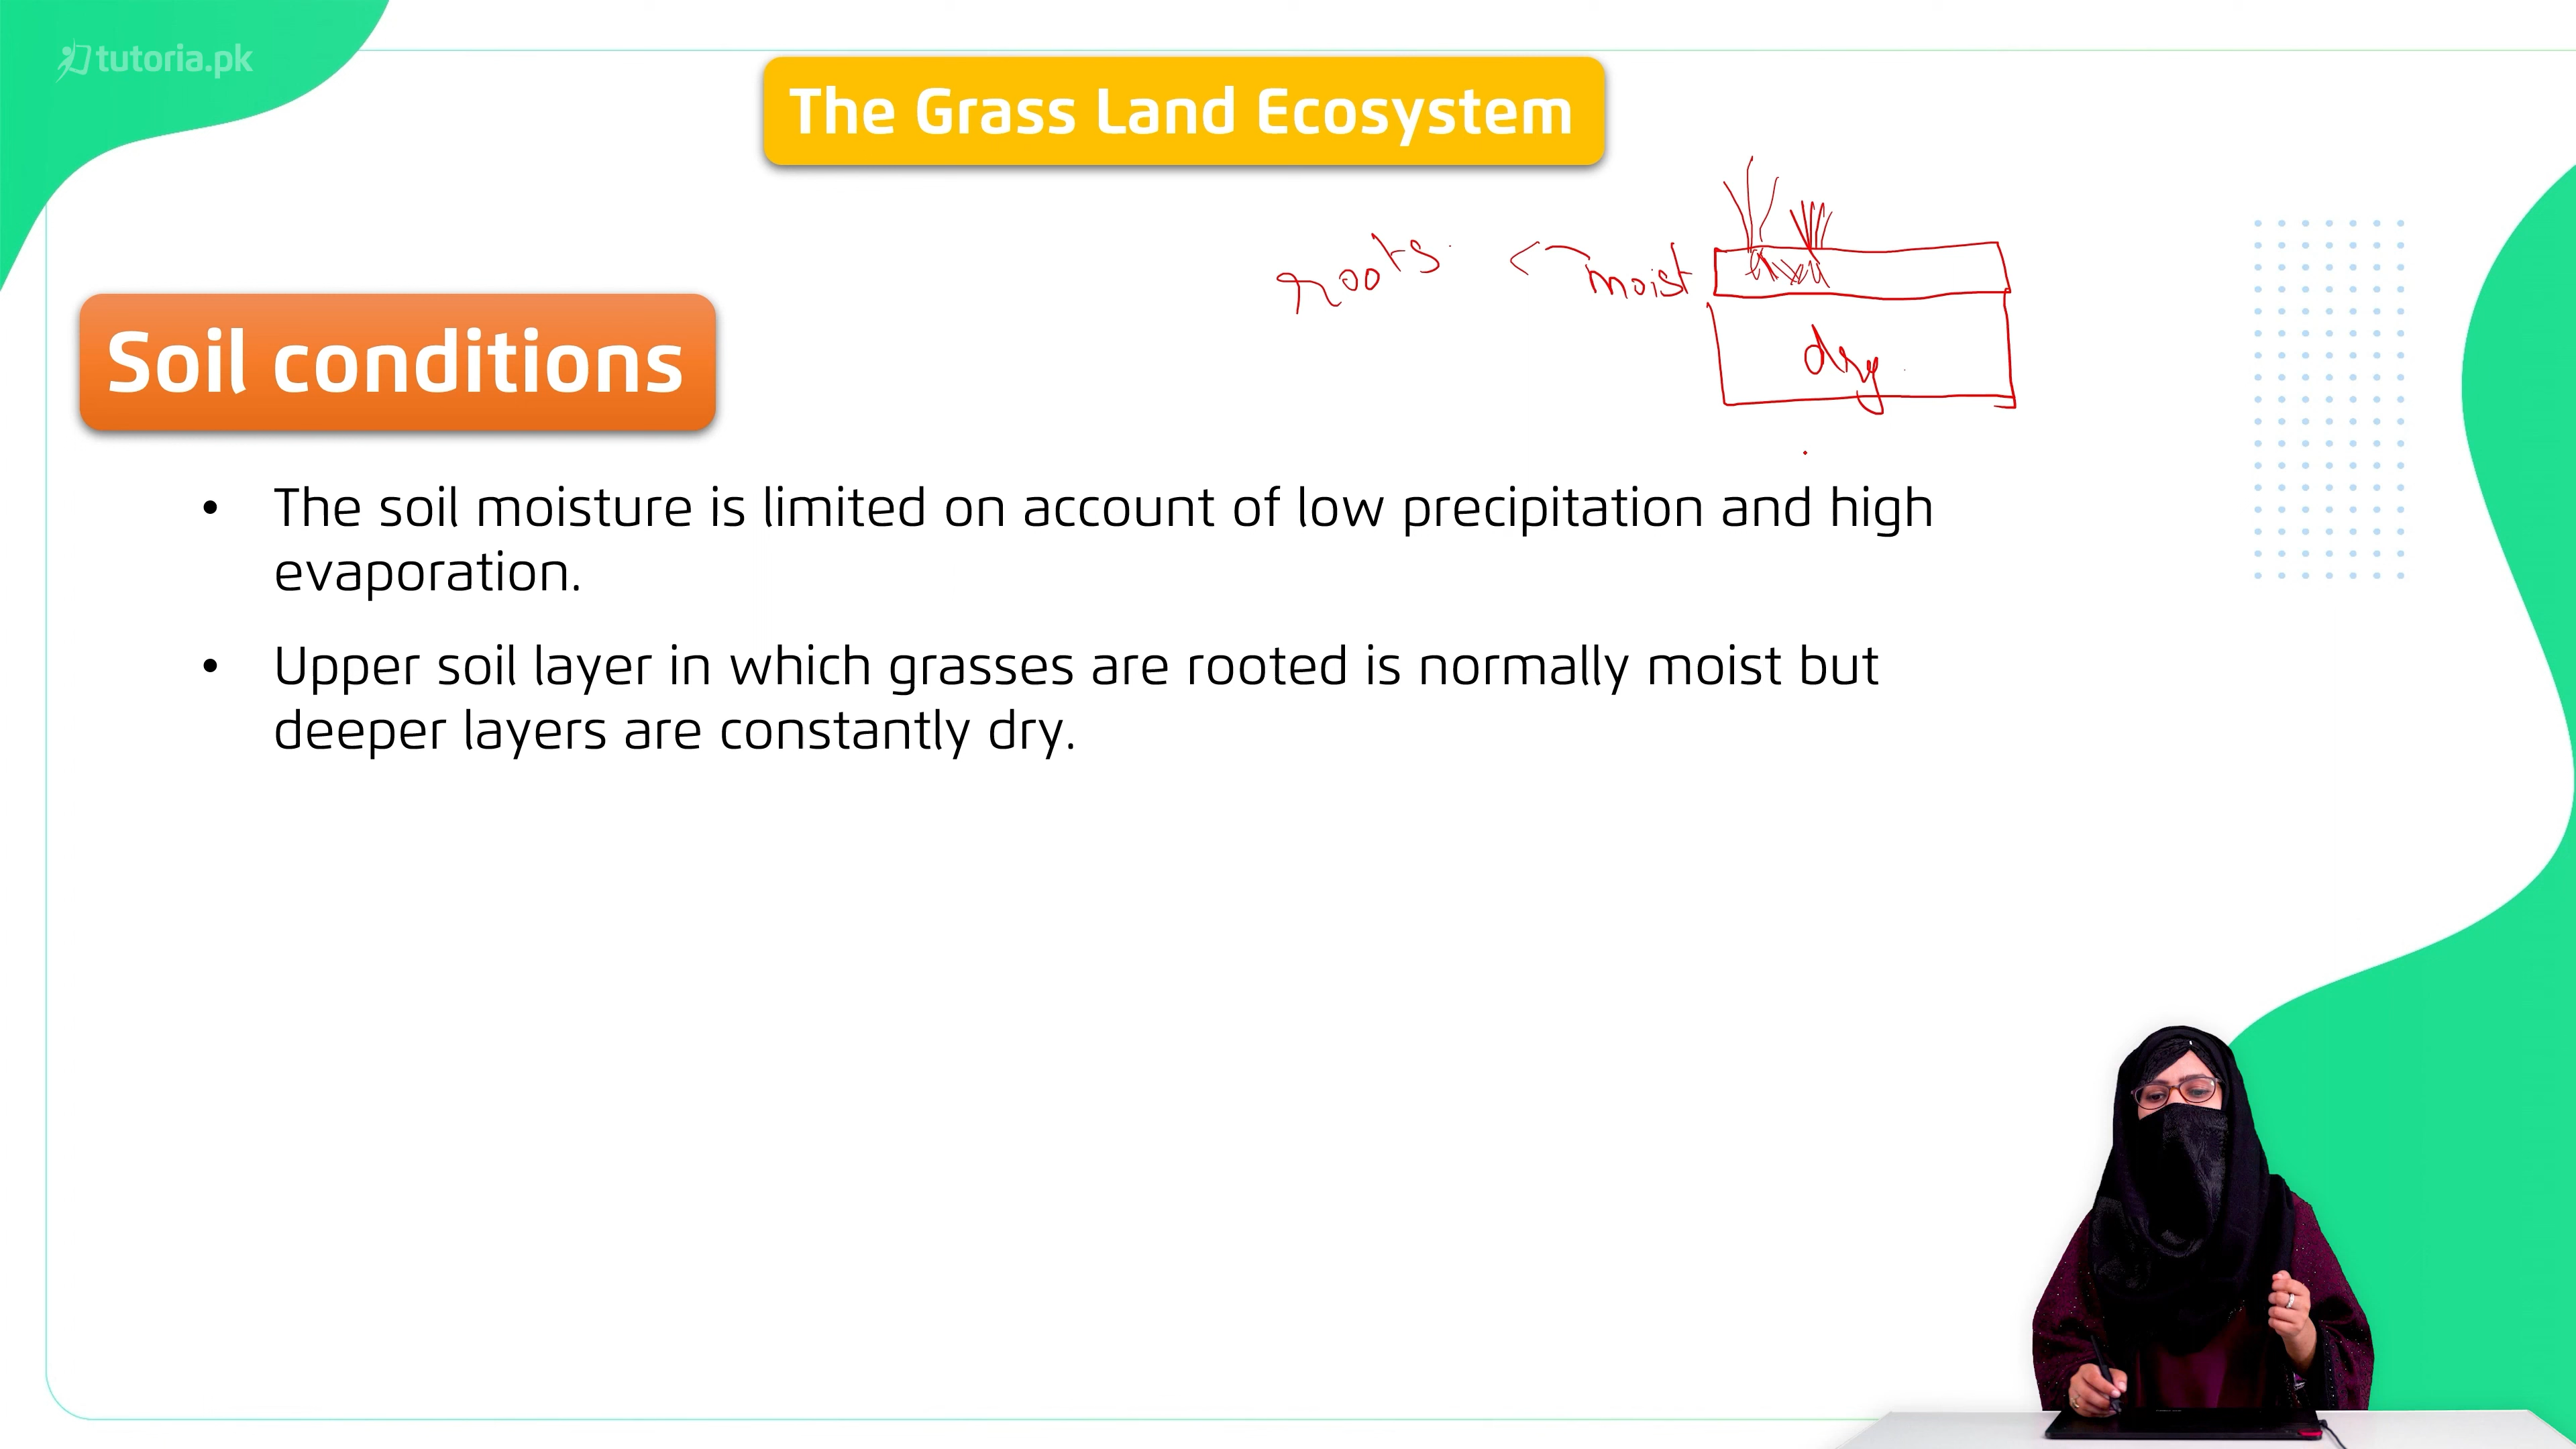 tutoria.pk
The Grass Land Ecosystem
roots
moist
dry
Soil conditions
• The soil moisture is limited on account of low precipitation and high
evaporation.
• Upper soil layer in which grasses are rooted is normally moist but
deeper layers are constantly dry.